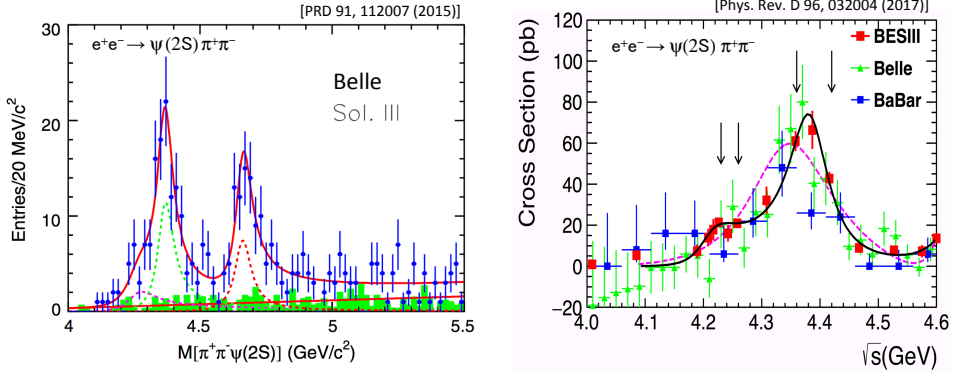 [PRD 91, 112007 (2015)]
e⁺e⁻ → ψ(2S) π⁺π⁻
Belle
Sol. III
Entries/20 MeV/c²
30
20
10
0
4
4.5
5
5.5
M[π⁺π⁻ψ(2S)] (GeV/c²)
[Phys. Rev. D 96, 032004 (2017)]
e⁺e⁻ → ψ(2S) π⁺π⁻
BESIII
Belle
BaBar
Cross Section (pb)
120
100
80
60
40
20
0
−20
4.0
4.1
4.2
4.3
4.4
4.5
4.6
√s(GeV)